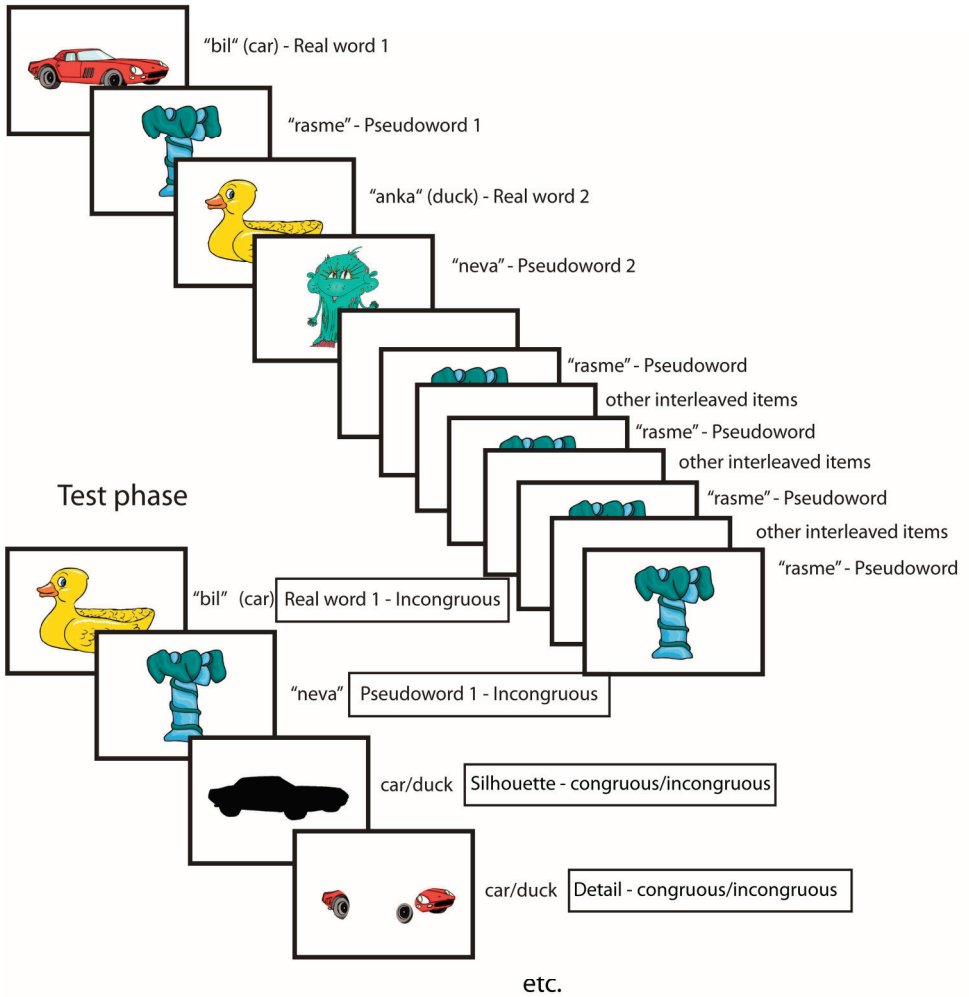 “bil“ (car) - Real word 1
“rasme” - Pseudoword 1
“anka“ (duck) - Real word 2
“neva” - Pseudoword 2
“rasme” - Pseudoword
other interleaved items
“rasme” - Pseudoword
other interleaved items
“rasme” - Pseudoword
other interleaved items
“rasme” - Pseudoword
Test phase
“bil” (car) Real word 1 - Incongruous
“neva” Pseudoword 1 - Incongruous
car/duck Silhouette - congruous/incongruous
car/duck Detail - congruous/incongruous
etc.